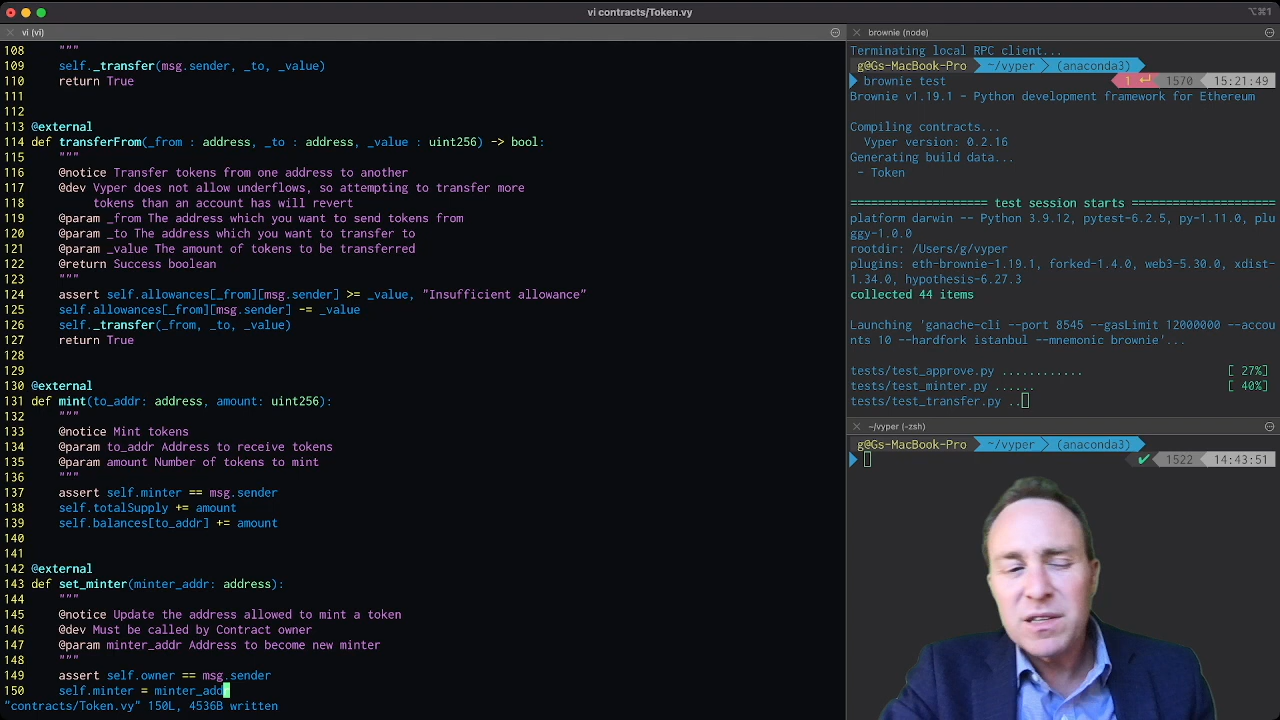 vi contracts/Token.vy
⌥⌘1
vi (vi)
108 """
109 self._transfer(msg.sender, _to, _value)
110 return True
111
112
113 @external
114 def transferFrom(_from : address, _to : address, _value : uint256) -> bool:
115 """
116 @notice Transfer tokens from one address to another
117 @dev Vyper does not allow underflows, so attempting to transfer more
118 tokens than an account has will revert
119 @param _from The address which you want to send tokens from
120 @param _to The address which you want to transfer to
121 @param _value The amount of tokens to be transferred
122 @return Success boolean
123 """
124 assert self.allowances[_from][msg.sender] >= _value, "Insufficient allowance"
125 self.allowances[_from][msg.sender] -= _value
126 self._transfer(_from, _to, _value)
127 return True
128
129
130 @external
131 def mint(to_addr: address, amount: uint256):
132 """
133 @notice Mint tokens
134 @param to_addr Address to receive tokens
135 @param amount Number of tokens to mint
136 """
137 assert self.minter == msg.sender
138 self.totalSupply += amount
139 self.balances[to_addr] += amount
140
141
142 @external
143 def set_minter(minter_addr: address):
144 """
145 @notice Update the address allowed to mint a token
146 @dev Must be called by Contract owner
147 @param minter_addr Address to become new minter
148 """
149 assert self.owner == msg.sender
150 self.minter = minter_addr
"contracts/Token.vy" 150L, 4536B written
brownie (node)
Terminating local RPC client...
g@Gs-MacBook-Pro ~/vyper (anaconda3)
brownie test 1 ↵ 1570 15:21:49
Brownie v1.19.1 - Python development framework for Ethereum
Compiling contracts...
Vyper version: 0.2.16
Generating build data...
- Token
==================== test session starts =====================
platform darwin -- Python 3.9.12, pytest-6.2.5, py-1.11.0, plu
ggy-1.0.0
rootdir: /Users/g/vyper
plugins: eth-brownie-1.19.1, forked-1.4.0, web3-5.30.0, xdist-
1.34.0, hypothesis-6.27.3
collected 44 items
Launching 'ganache-cli --port 8545 --gasLimit 12000000 --accou
nts 10 --hardfork istanbul --mnemonic brownie'...
tests/test_approve.py ............ [ 27%]
tests/test_minter.py ...... [ 40%]
tests/test_transfer.py ..
~/vyper (-zsh)
g@Gs-MacBook-Pro ~/vyper (anaconda3)
✔ 1522 14:43:51